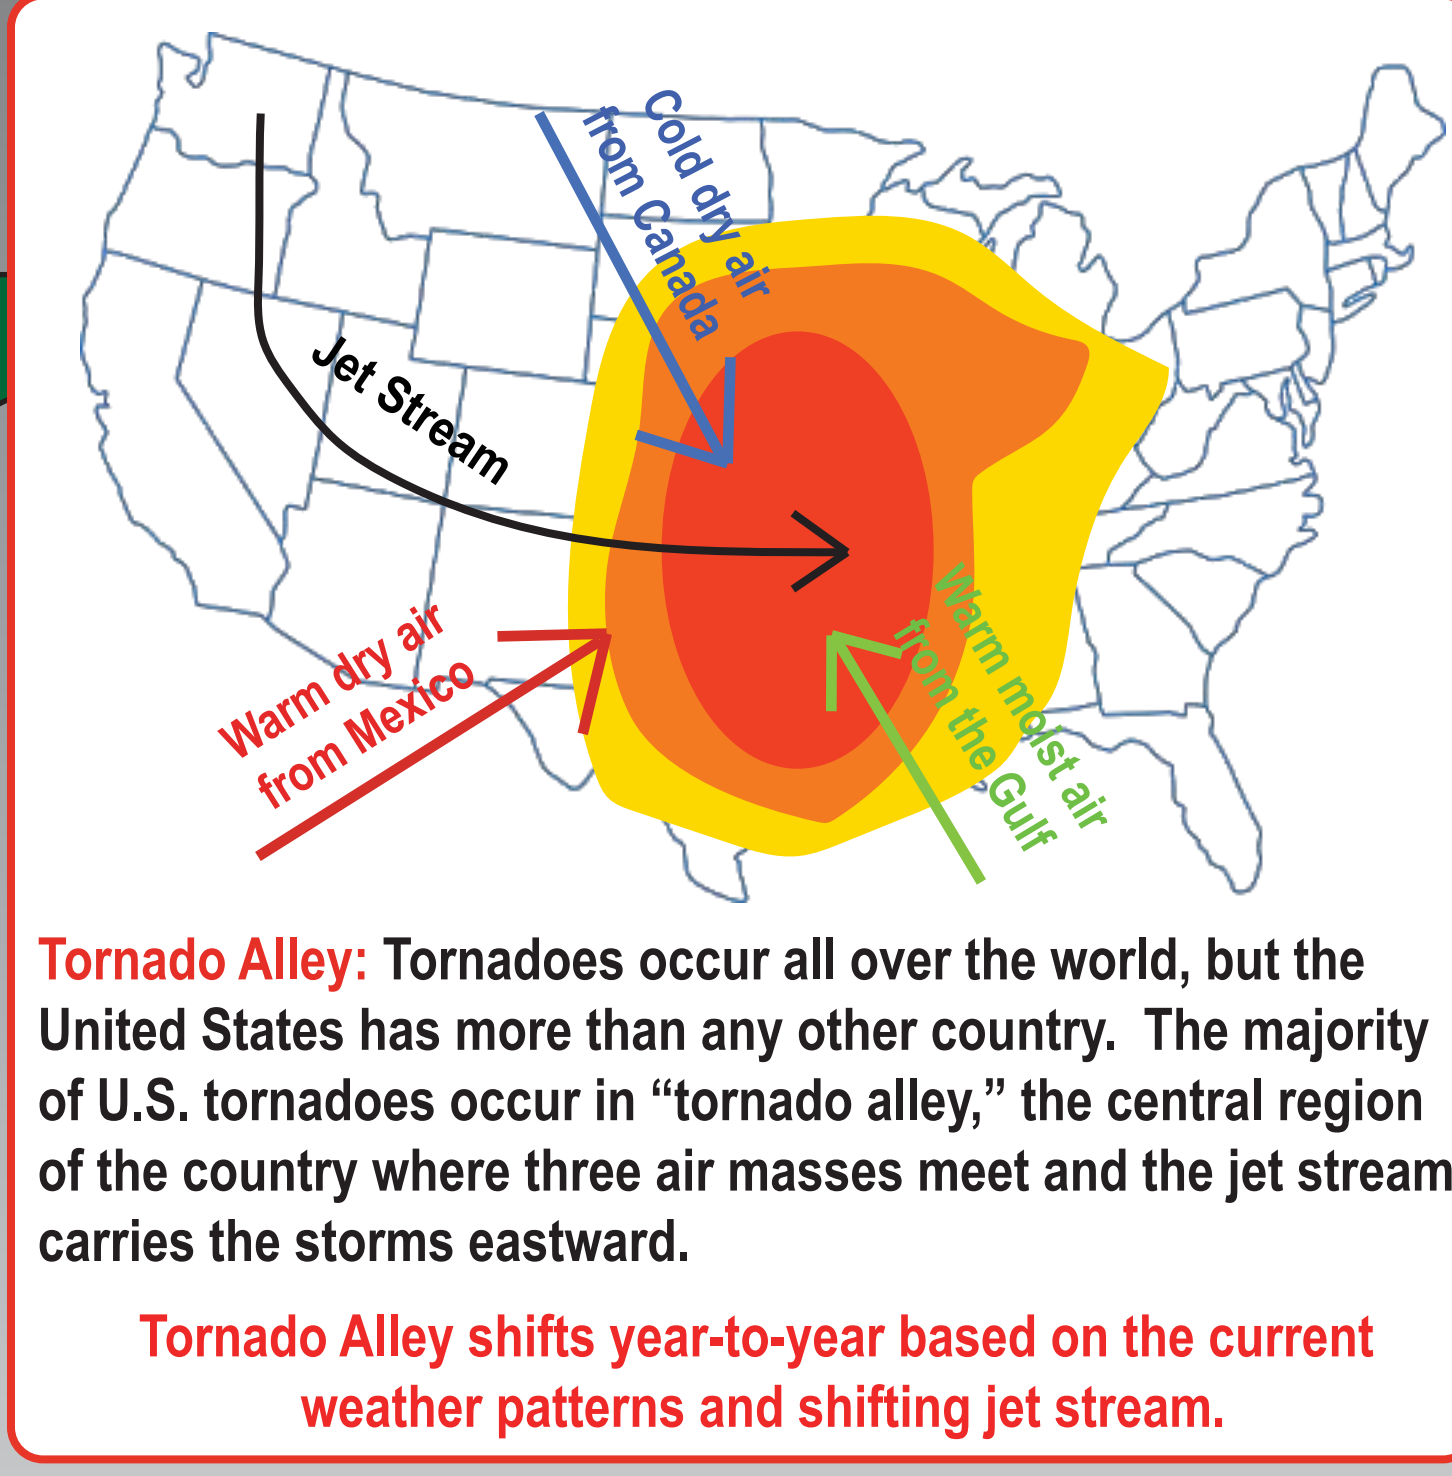 Cold dry air
from Canada
Jet Stream
Warm dry air
from Mexico
Warm moist air
from the Gulf
Tornado Alley: Tornadoes occur all over the world, but the
United States has more than any other country.  The majority
of U.S. tornadoes occur in “tornado alley,” the central region
of the country where three air masses meet and the jet stream
carries the storms eastward.
Tornado Alley shifts year-to-year based on the current
weather patterns and shifting jet stream.